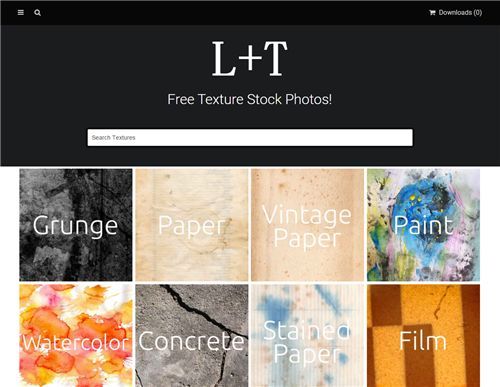 Downloads (0)
L+T
Free Texture Stock Photos!
Search Textures
Grunge
Paper
Vintage
Paper
Paint
Watercolor
Concrete
Stained
Paper
Film